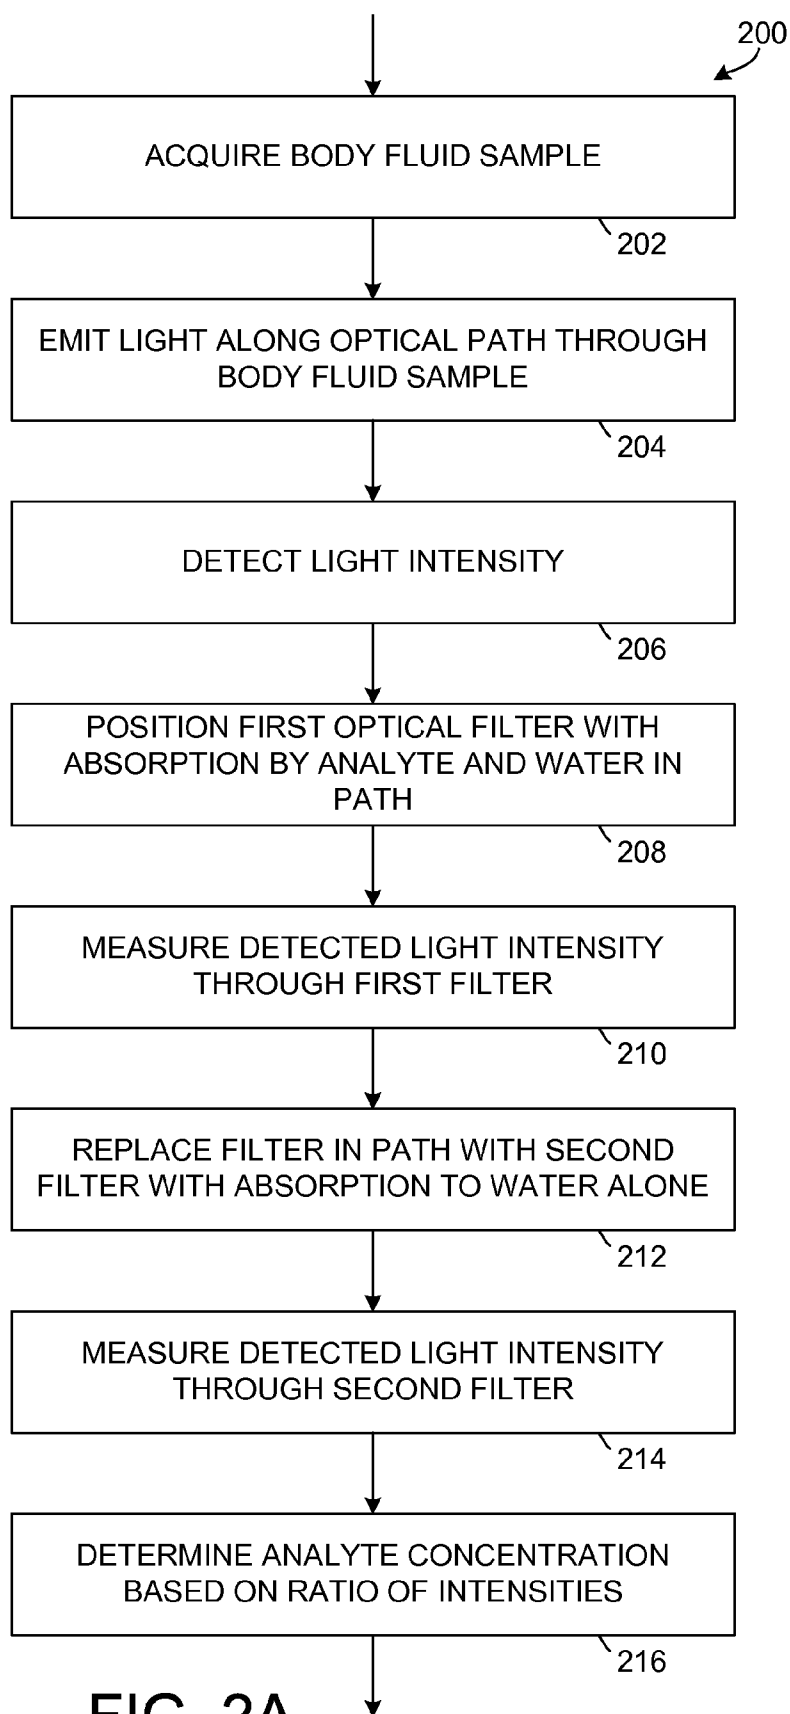 200
ACQUIRE BODY FLUID SAMPLE
202
EMIT LIGHT ALONG OPTICAL PATH THROUGH
BODY FLUID SAMPLE
204
DETECT LIGHT INTENSITY
206
POSITION FIRST OPTICAL FILTER WITH
ABSORPTION BY ANALYTE AND WATER IN
PATH
208
MEASURE DETECTED LIGHT INTENSITY
THROUGH FIRST FILTER
210
REPLACE FILTER IN PATH WITH SECOND
FILTER WITH ABSORPTION TO WATER ALONE
212
MEASURE DETECTED LIGHT INTENSITY
THROUGH SECOND FILTER
214
DETERMINE ANALYTE CONCENTRATION
BASED ON RATIO OF INTENSITIES
216
FIG. 2A